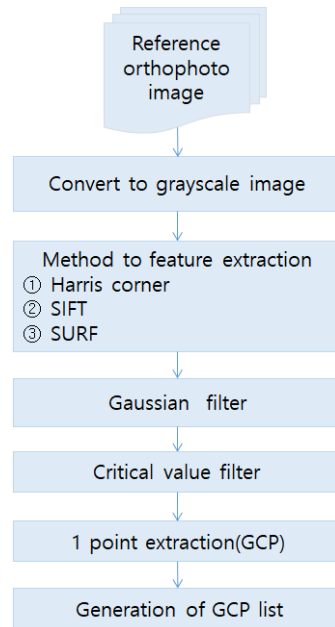 Reference
orthophoto
image
Convert to grayscale image
Method to feature extraction
① Harris corner
② SIFT
③ SURF
Gaussian filter
Critical value filter
1 point extraction(GCP)
Generation of GCP list